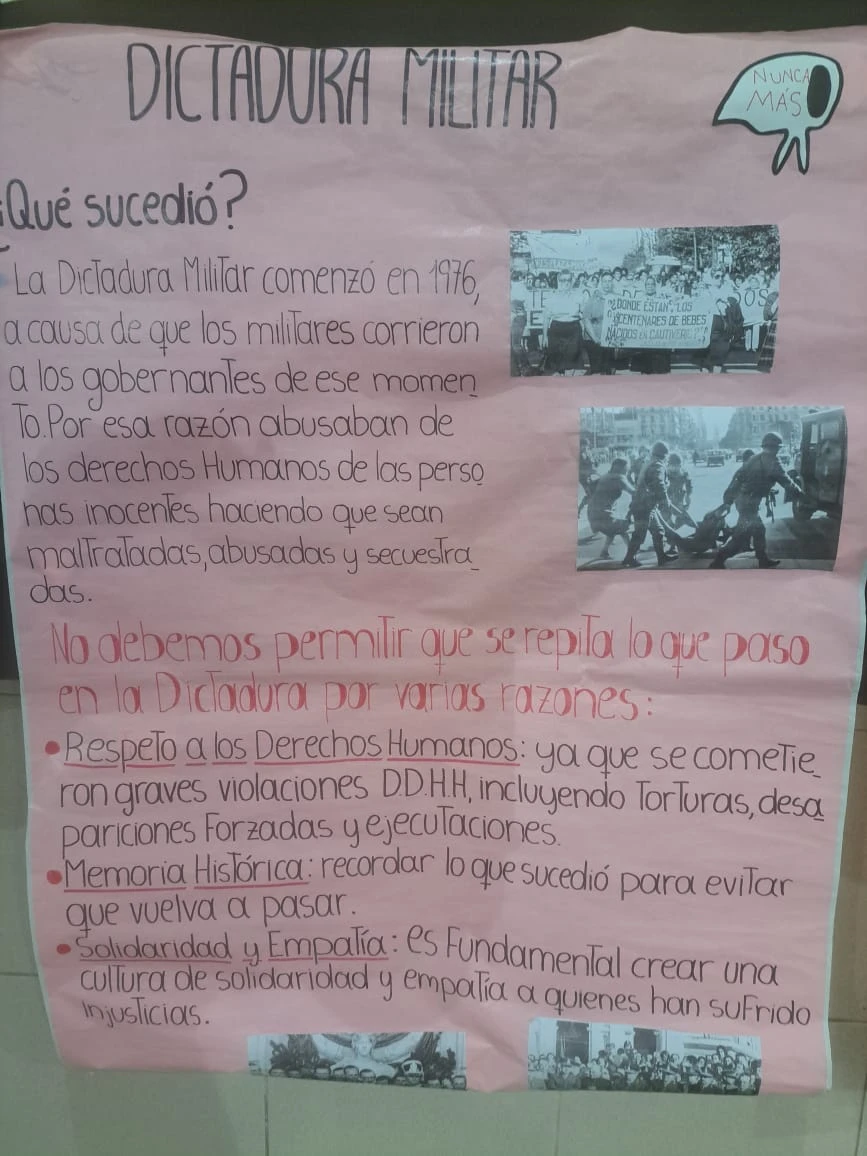 DICTADURA MILITAR
NUNCA
MÁS
¿Qué sucedió?
La Dictadura Militar comenzó en 1976,
a causa de que los militares corrieron
a los gobernantes de ese momen_
to. Por esa razón abusaban de
los derechos Humanos de las perso_
nas inocentes haciendo que sean
maltratadas, abusadas y secuestra_
das.
¿DONDE ESTAN LOS
CENTENARES DE BEBES
NACIDOS EN CAUTIVERIO?
No debemos permitir que se repita lo que paso
en la Dictadura por varias razones:
• Respeto a los Derechos Humanos: ya que se cometie_
ron graves violaciones D.D.H.H, incluyendo Torturas, desa_
pariciones Forzadas y ejecutaciones.
• Memoria Histórica: recordar lo que sucedió para evitar
que vuelva a pasar.
• Solidaridad y Empatía: es Fundamental crear una
cultura de solidaridad y empatía a quienes han suFrido
injusticias.